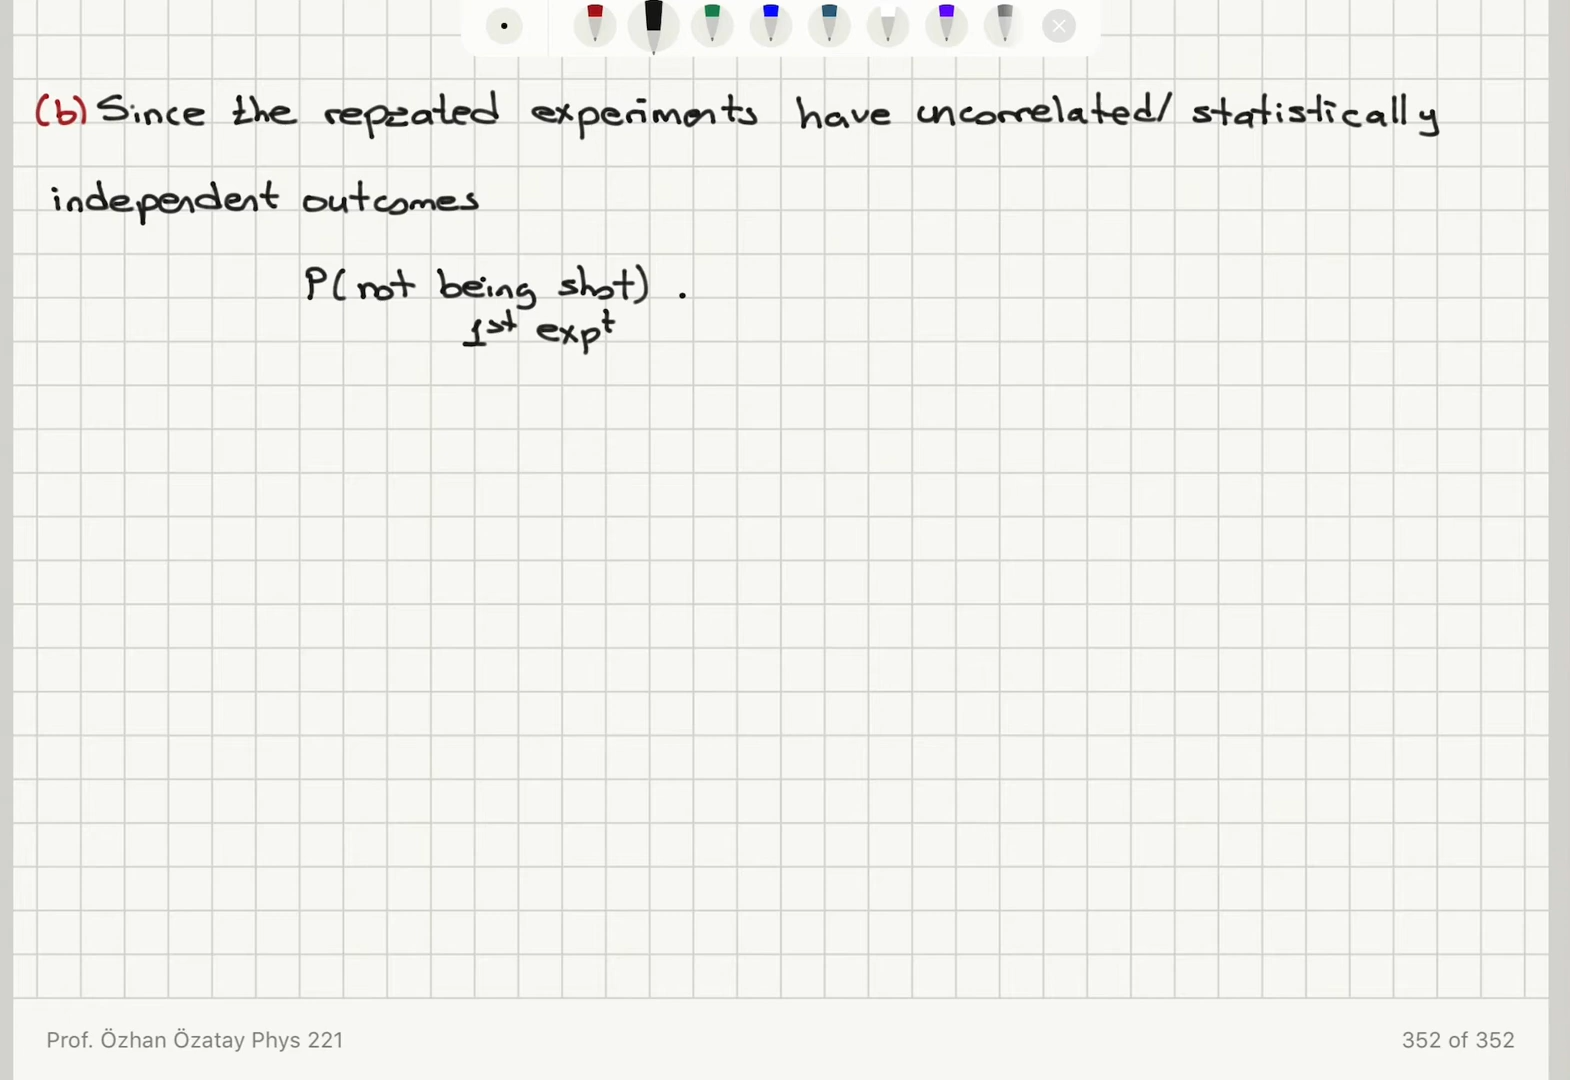 (b) Since the repeated experiments have uncorrelated/ statistically
independent outcomes
P(not being shot) .
1st expt
Prof. Özhan Özatay Phys 221
352 of 352